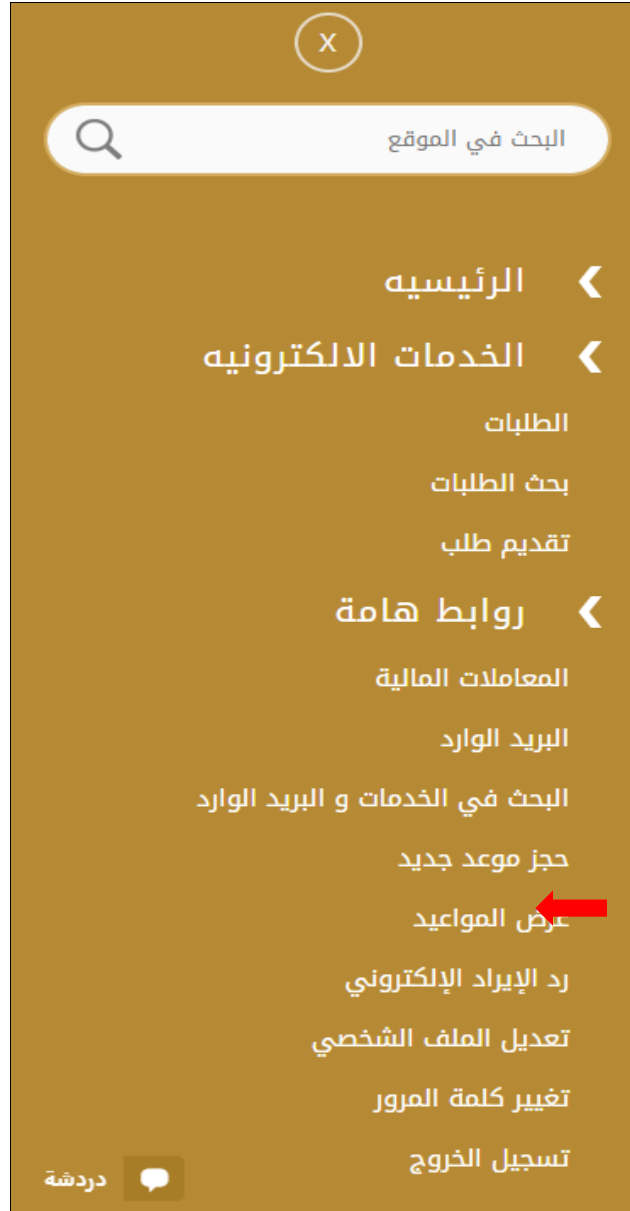 X
البحث في الموقع
الرئيسيه
الخدمات الالكترونيه
الطلبات
بحث الطلبات
تقديم طلب
روابط هامة
المعاملات المالية
البريد الوارد
البحث في الخدمات و البريد الوارد
حجز موعد جديد
عرض المواعيد
رد الإيراد الإلكتروني
تعديل الملف الشخصي
تغيير كلمة المرور
تسجيل الخروج
دردشة